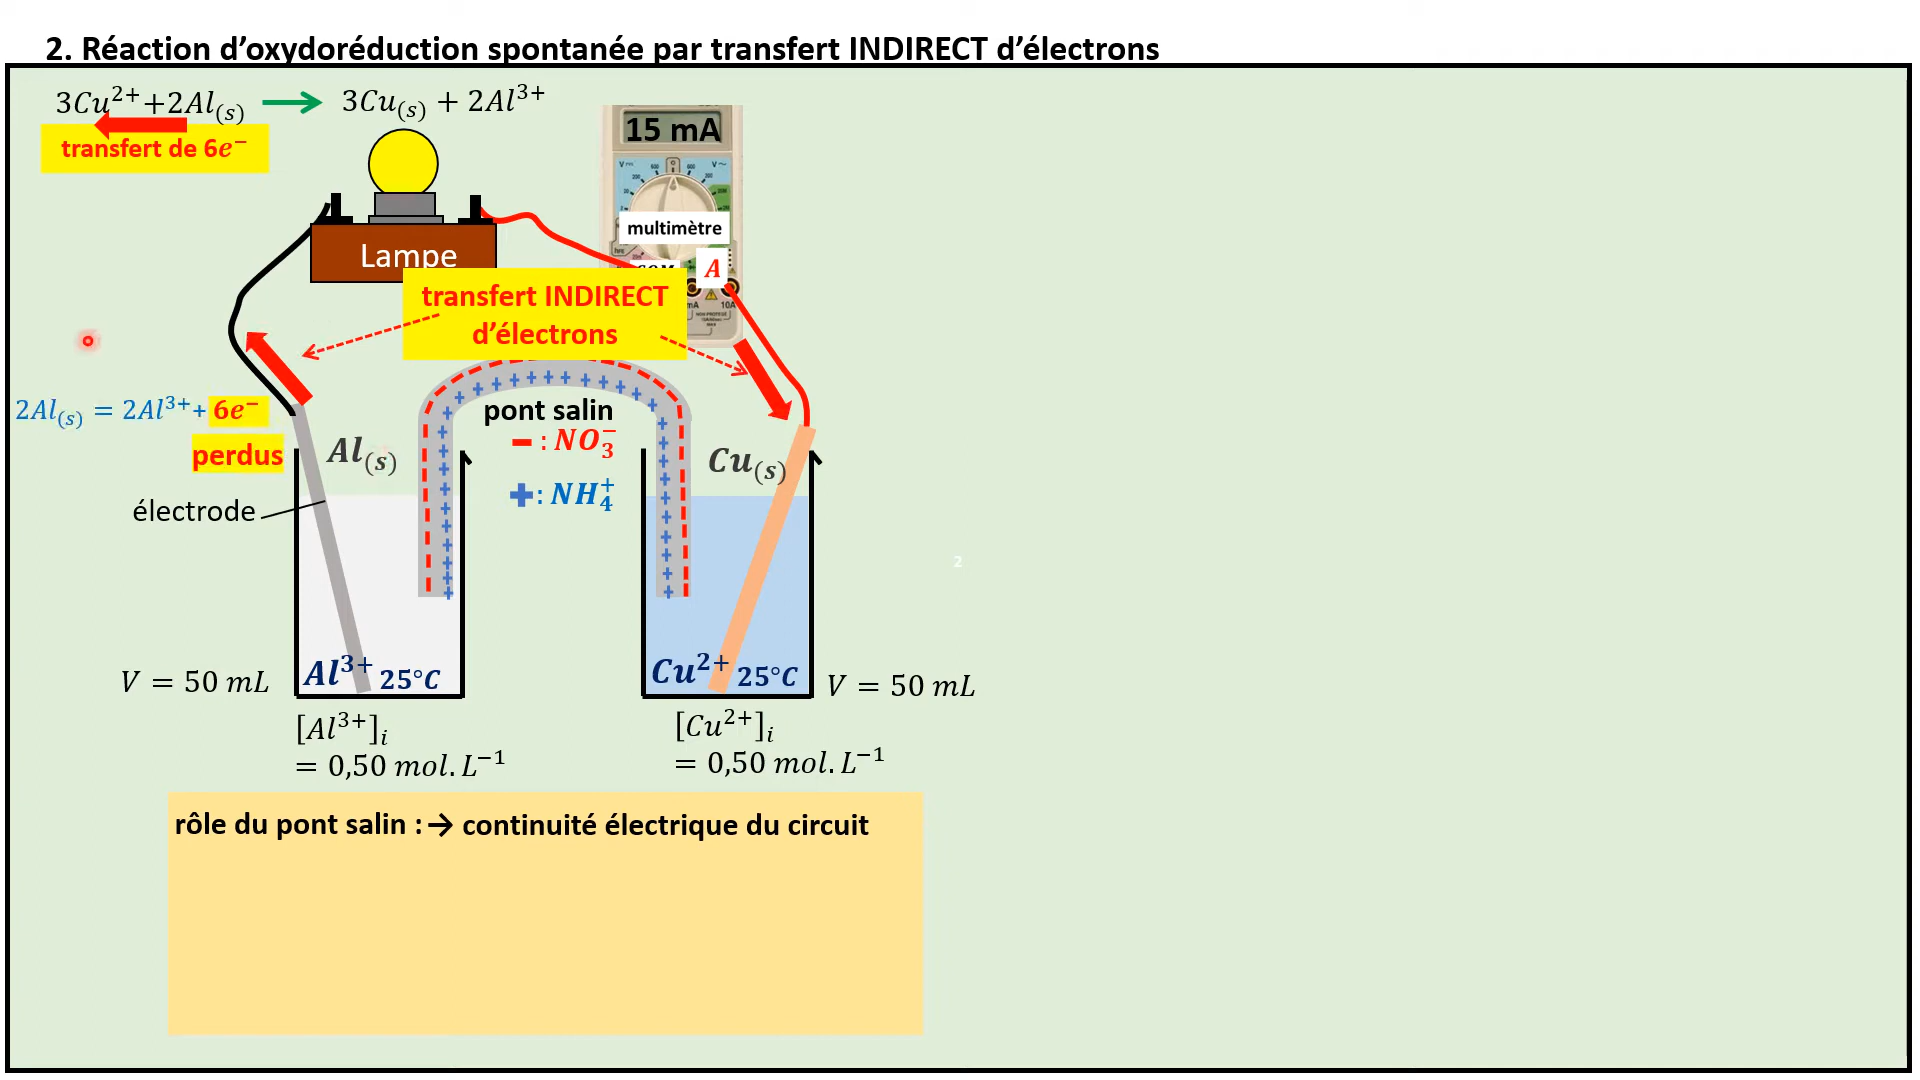 2. Réaction d’oxydoréduction spontanée par transfert INDIRECT d’électrons
3Cu²⁺+2Al₍ₛ₎ → 3Cu₍ₛ₎ + 2Al³⁺
transfert de 6e⁻
15 mA
multimètre
A
Lampe
transfert INDIRECT
d’électrons
mA
10A
2Al₍ₛ₎ = 2Al³⁺+ 6e⁻
perdus
pont salin
− : NO₃⁻
+ : NH₄⁺
Al₍ₛ₎
Cu₍ₛ₎
électrode
2
Al³⁺ 25°C
Cu²⁺ 25°C
V = 50 mL
V = 50 mL
[Al³⁺]ᵢ
= 0,50 mol. L⁻¹
[Cu²⁺]ᵢ
= 0,50 mol. L⁻¹
rôle du pont salin : → continuité électrique du circuit